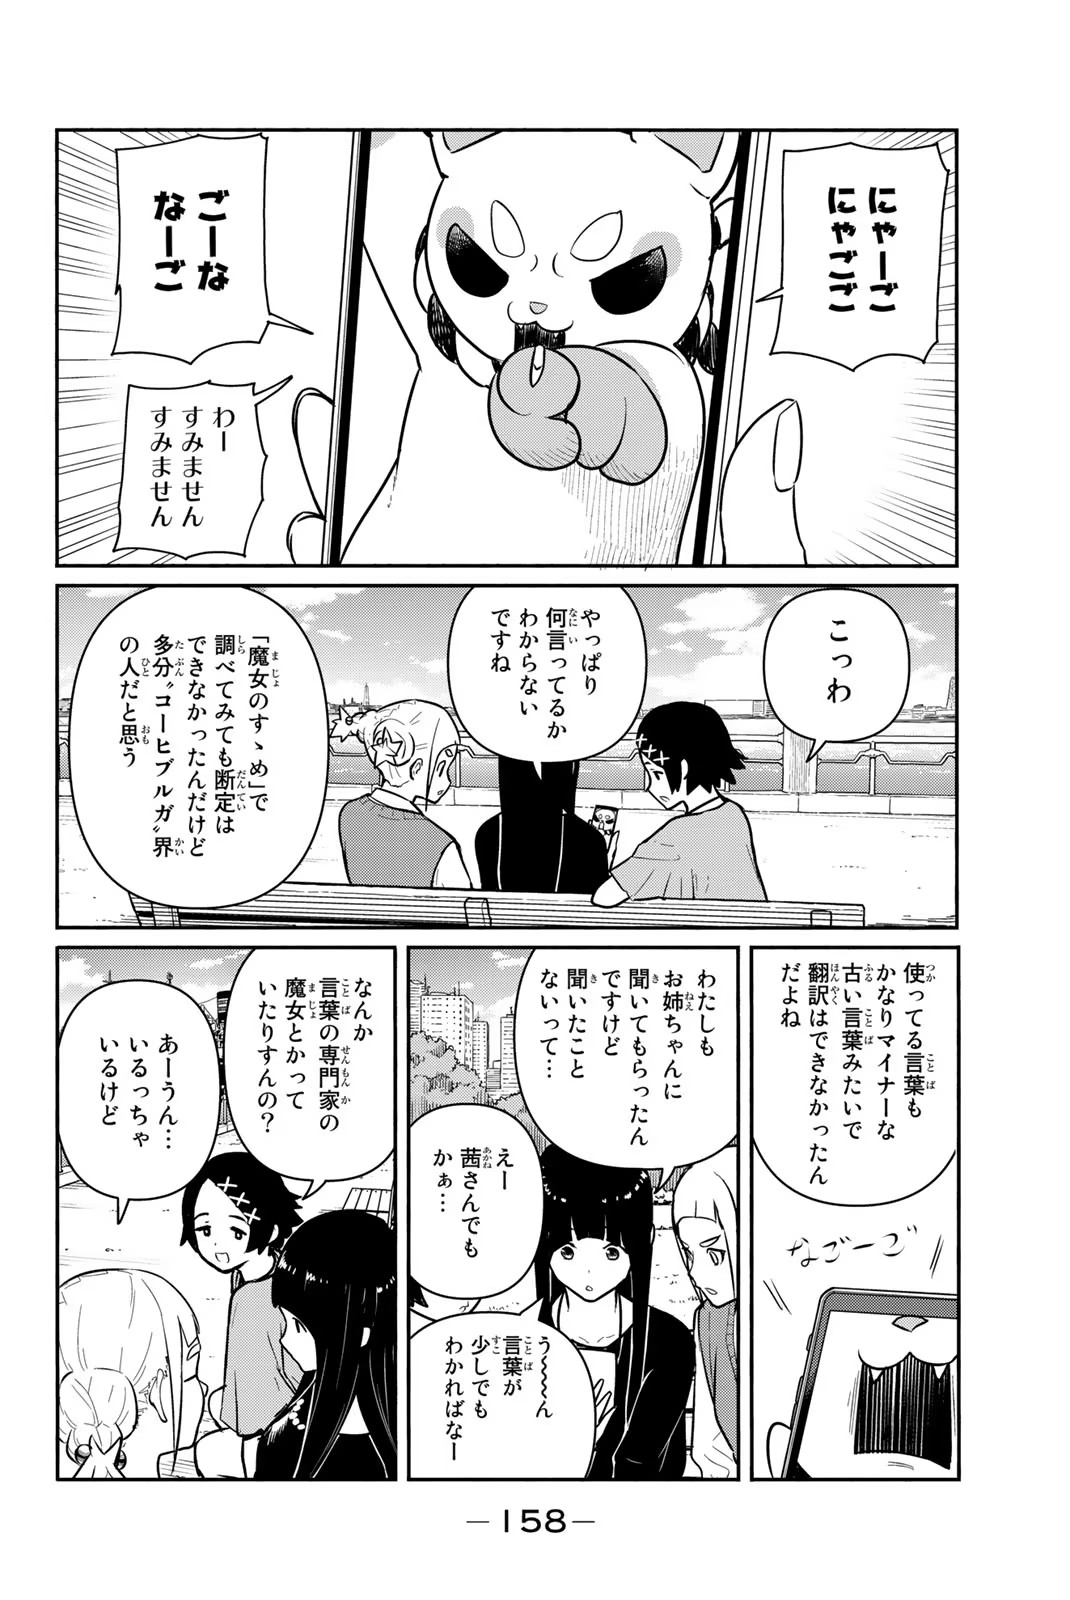 にゃーご
にゃごご
ごーな
なーご
わー
すみません
すみません
こっわ
やっぱり
何言ってるか
わからない
ですね
「魔女のすゝめ」で
調べてみても断定は
できなかったんだけど
多分〝コーヒブルガ〟界
の人だと思う
使ってる言葉も
かなりマイナーな
古い言葉みたいで
翻訳はできなかったん
だよね
なごーご
わたしも
お姉ちゃんに
聞いてもらったん
ですけど
聞いたこと
ないって…
えー
茜さんでも
かぁ…
う〜〜〜ん
言葉が
少しでも
わかればなー
なんか
言葉の専門家の
魔女とかって
いたりすんの？
あーうん…
いるっちゃ
いるけど
—158—